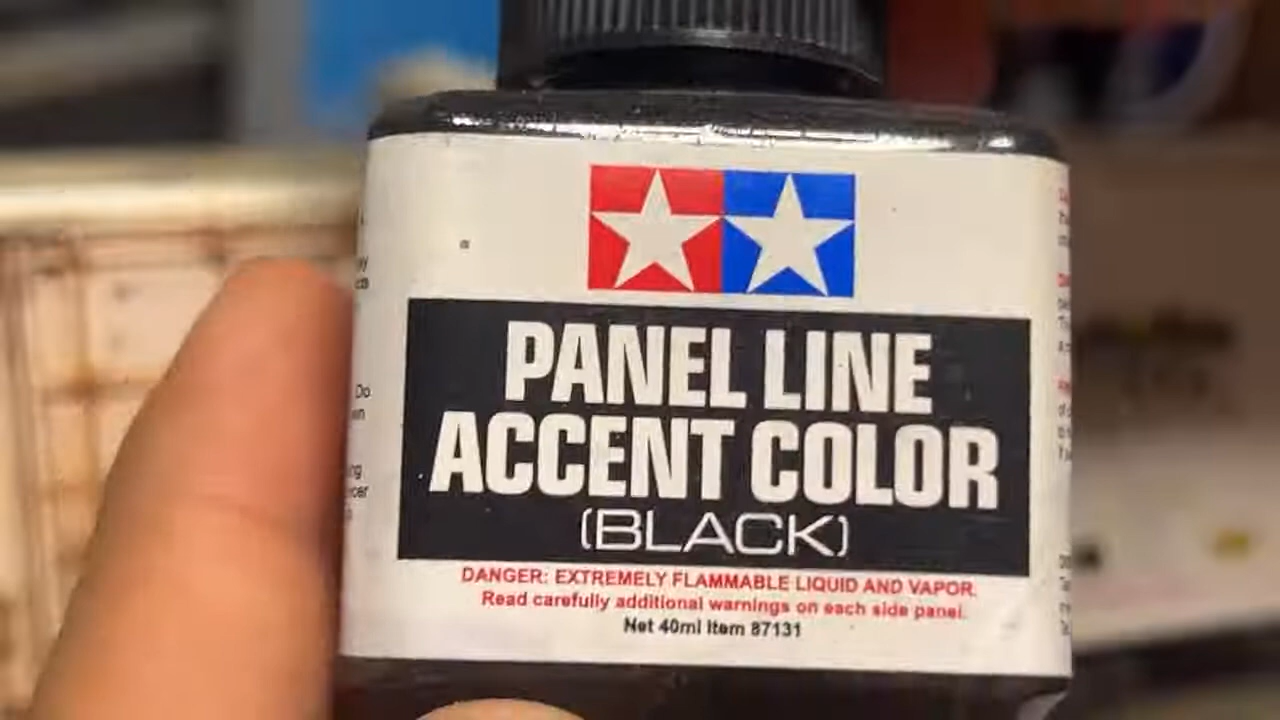 PANEL LINE
ACCENT COLOR
(BLACK)
DANGER: EXTREMELY FLAMMABLE LIQUID AND VAPOR.
Read carefully additional warnings on each side panel.
Net 40ml Item 87131
Do